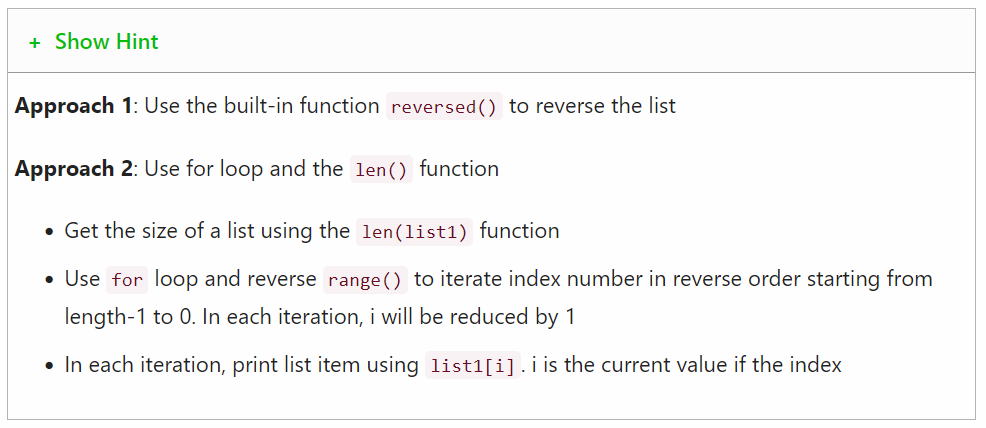 + Show Hint
Approach 1: Use the built-in function reversed() to reverse the list
Approach 2: Use for loop and the len() function
• Get the size of a list using the len(list1) function
• Use for loop and reverse range() to iterate index number in reverse order starting from
length-1 to 0. In each iteration, i will be reduced by 1
• In each iteration, print list item using list1[i]. i is the current value if the index